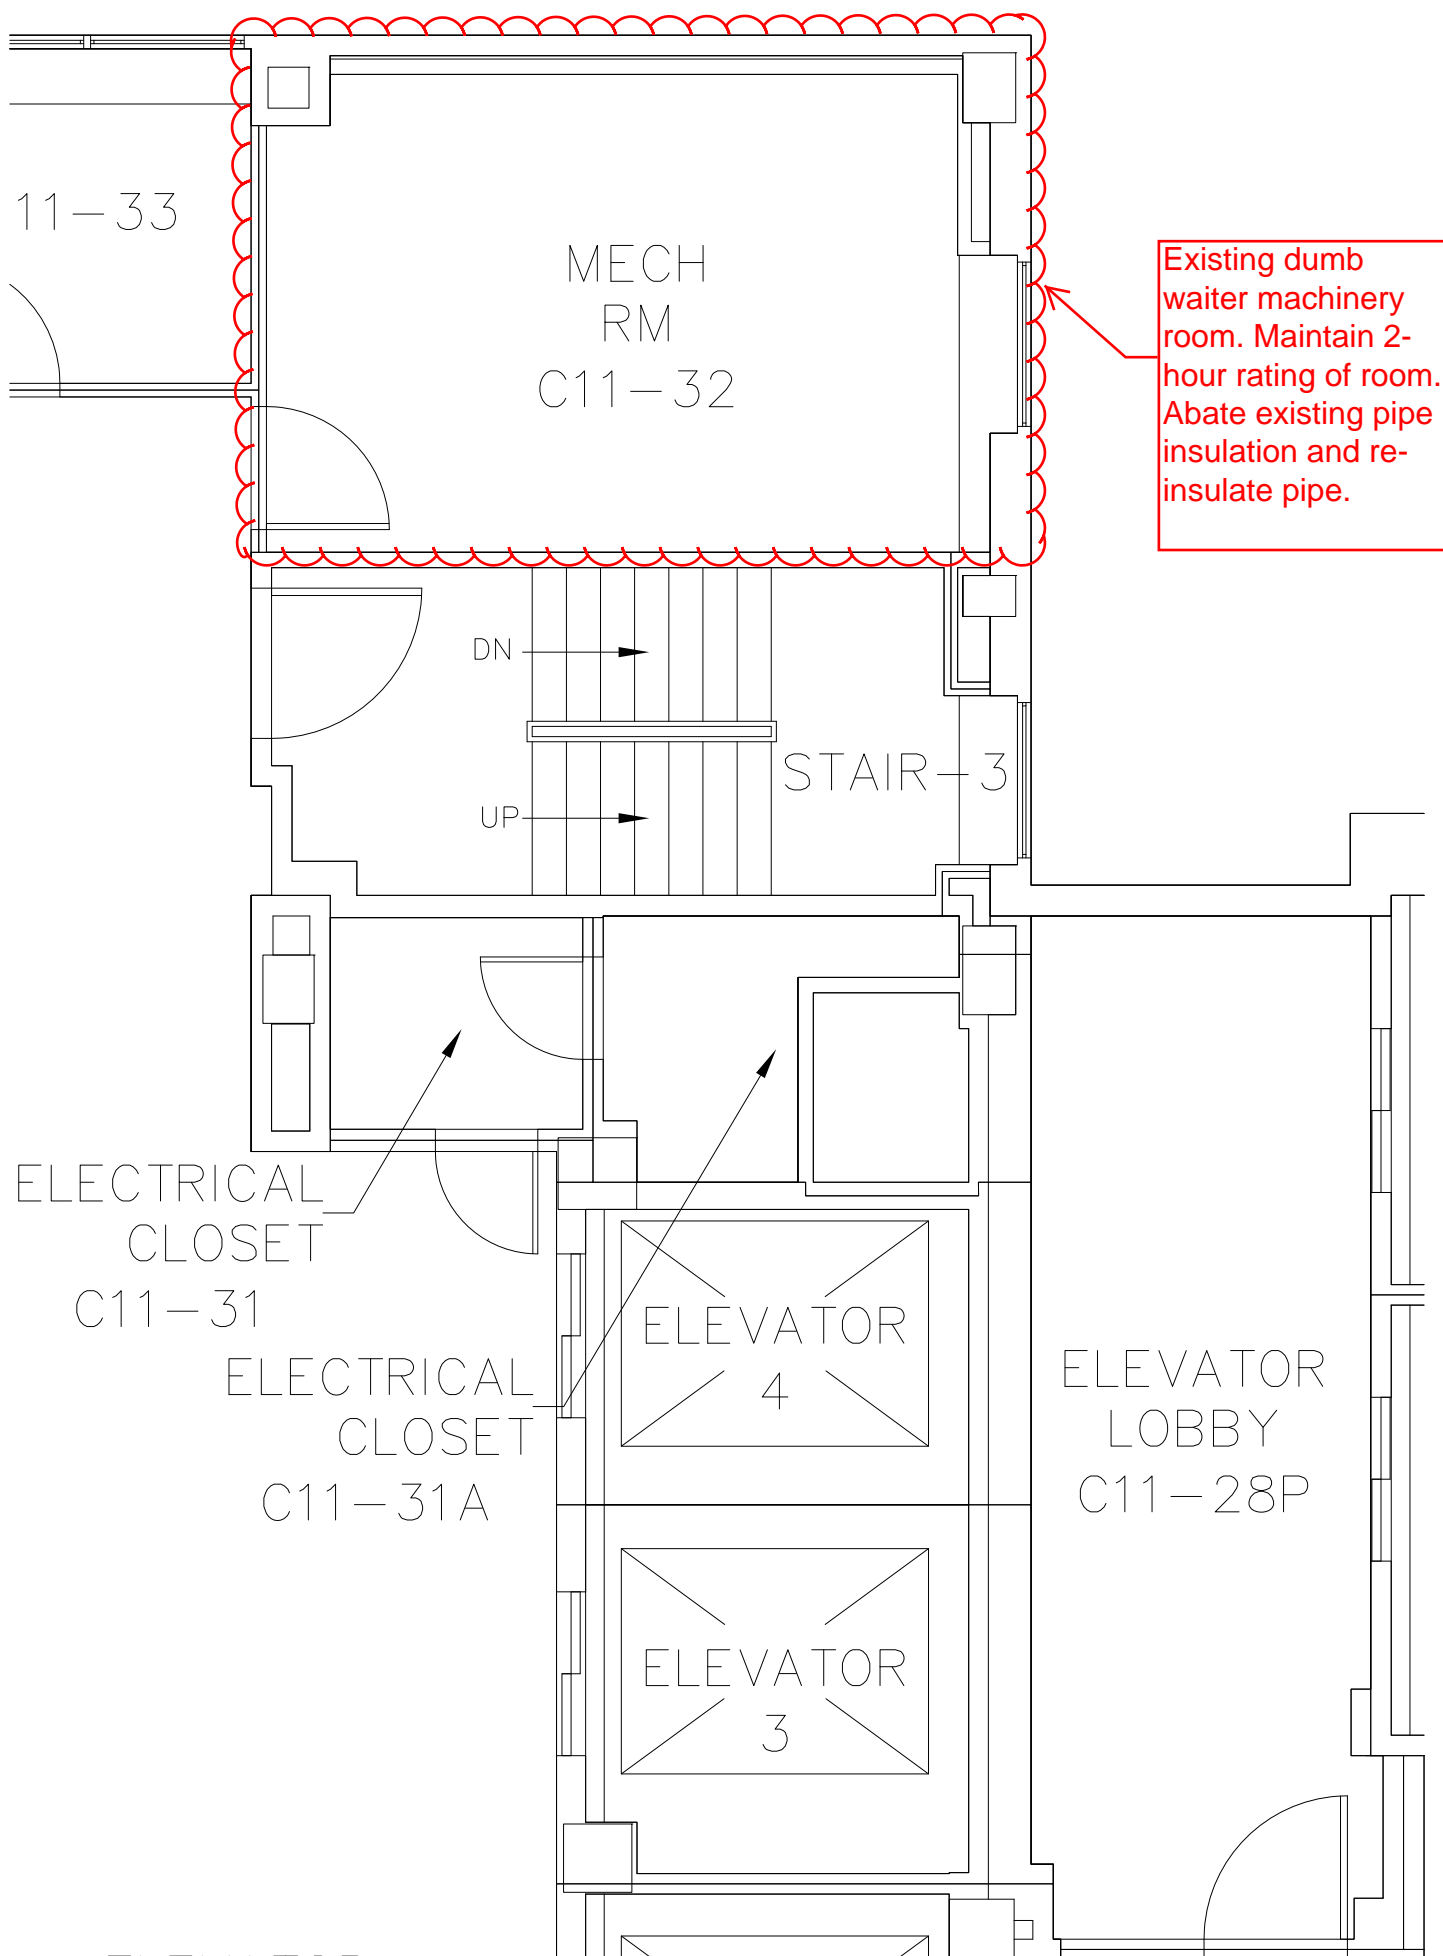 11-33
MECH
RM
C11-32
Existing dumb
waiter machinery
room. Maintain 2-
hour rating of room.
Abate existing pipe
insulation and re-
insulate pipe.
DN
UP
STAIR-3
ELECTRICAL
CLOSET
C11-31
ELECTRICAL
CLOSET
C11-31A
ELEVATOR
4
ELEVATOR
LOBBY
C11-28P
ELEVATOR
3